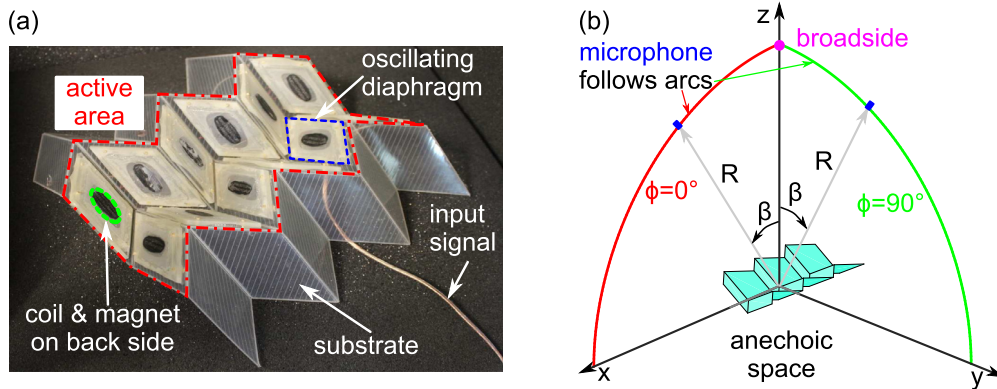 (a)
active
area
oscillating
diaphragm
input
signal
coil & magnet
on back side
substrate
(b)
z
broadside
microphone
follows arcs
R
R
ϕ=0°
β
β
ϕ=90°
anechoic
space
x
y